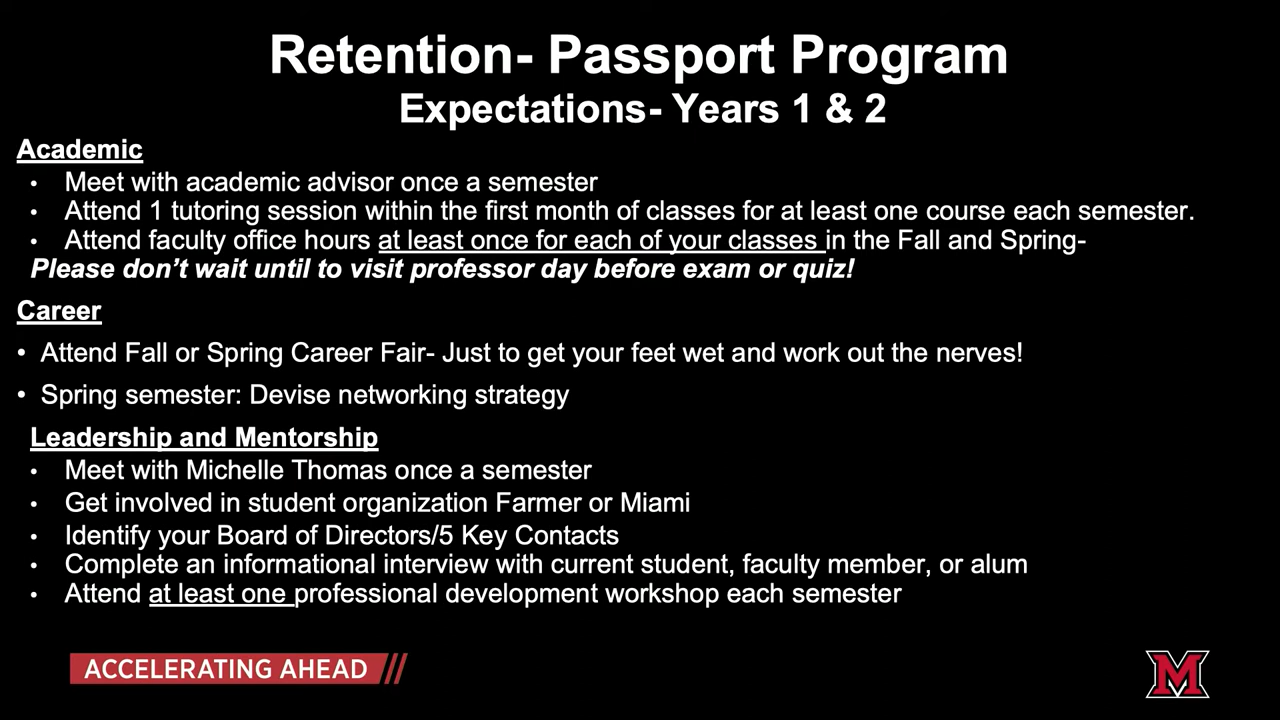 Retention- Passport Program
Expectations- Years 1 & 2
Academic
• Meet with academic advisor once a semester
• Attend 1 tutoring session within the first month of classes for at least one course each semester.
• Attend faculty office hours at least once for each of your classes in the Fall and Spring-
Please don’t wait until to visit professor day before exam or quiz!
Career
• Attend Fall or Spring Career Fair- Just to get your feet wet and work out the nerves!
• Spring semester: Devise networking strategy
Leadership and Mentorship
• Meet with Michelle Thomas once a semester
• Get involved in student organization Farmer or Miami
• Identify your Board of Directors/5 Key Contacts
• Complete an informational interview with current student, faculty member, or alum
• Attend at least one professional development workshop each semester
ACCELERATING AHEAD
M